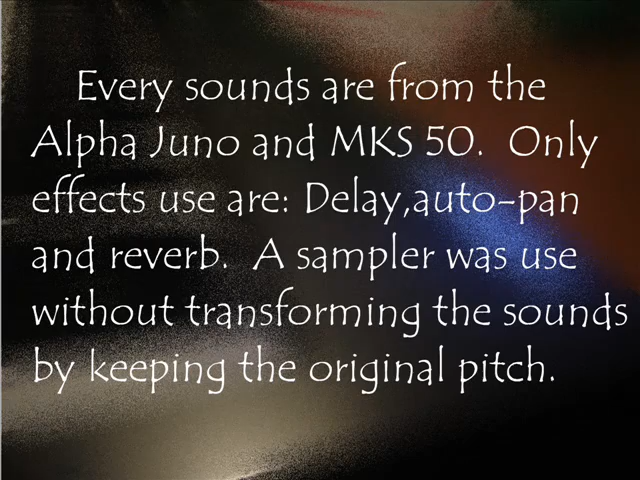 Every sounds are from the
Alpha Juno and MKS 50. Only
effects use are: Delay,auto-pan
and reverb. A sampler was use
without transforming the sounds
by keeping the original pitch.